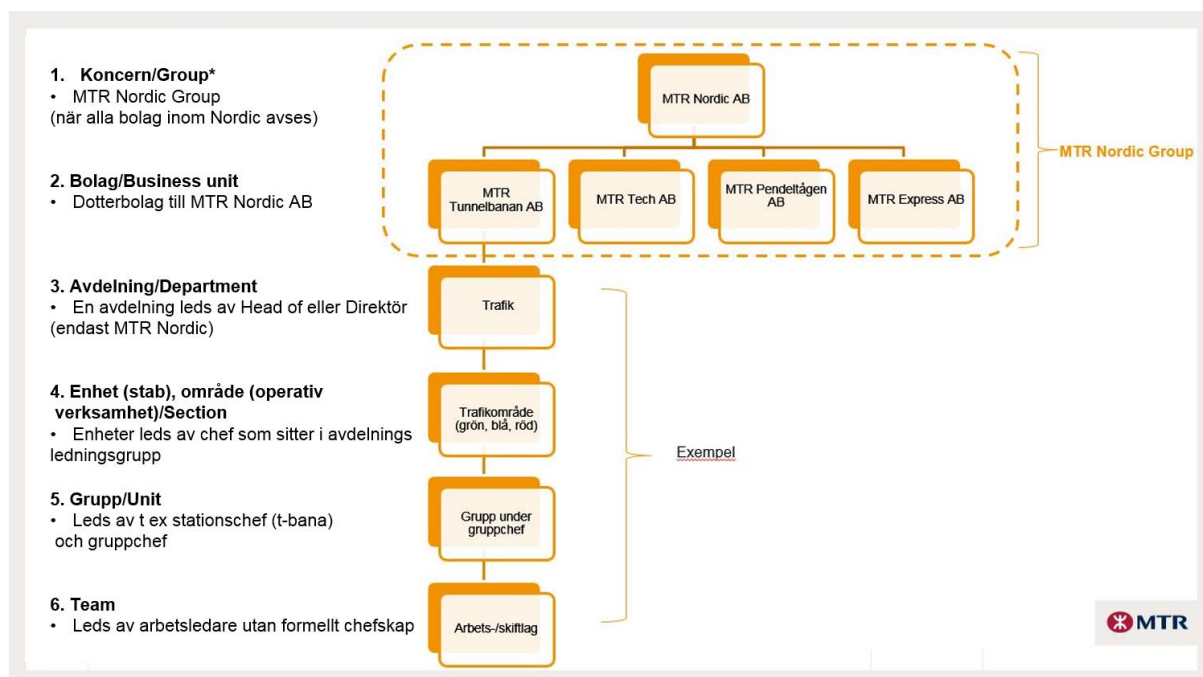 1. Koncern/Group*
• MTR Nordic Group
(när alla bolag inom Nordic avses)
2. Bolag/Business unit
• Dotterbolag till MTR Nordic AB
3. Avdelning/Department
• En avdelning leds av Head of eller Direktör
(endast MTR Nordic)
4. Enhet (stab), område (operativ
verksamhet)/Section
• Enheter leds av chef som sitter i avdelnings
ledningsgrupp
5. Grupp/Unit
• Leds av t ex stationschef (t-bana)
och gruppchef
6. Team
• Leds av arbetsledare utan formellt chefskap
MTR Nordic AB
MTR
Tunnelbanan AB
MTR Tech AB
MTR Pendeltågen
AB
MTR Express AB
MTR Nordic Group
Trafik
Trafikområde
(grön, blå, röd)
Grupp under
gruppchef
Arbets-/skiftlag
Exempel
MTR